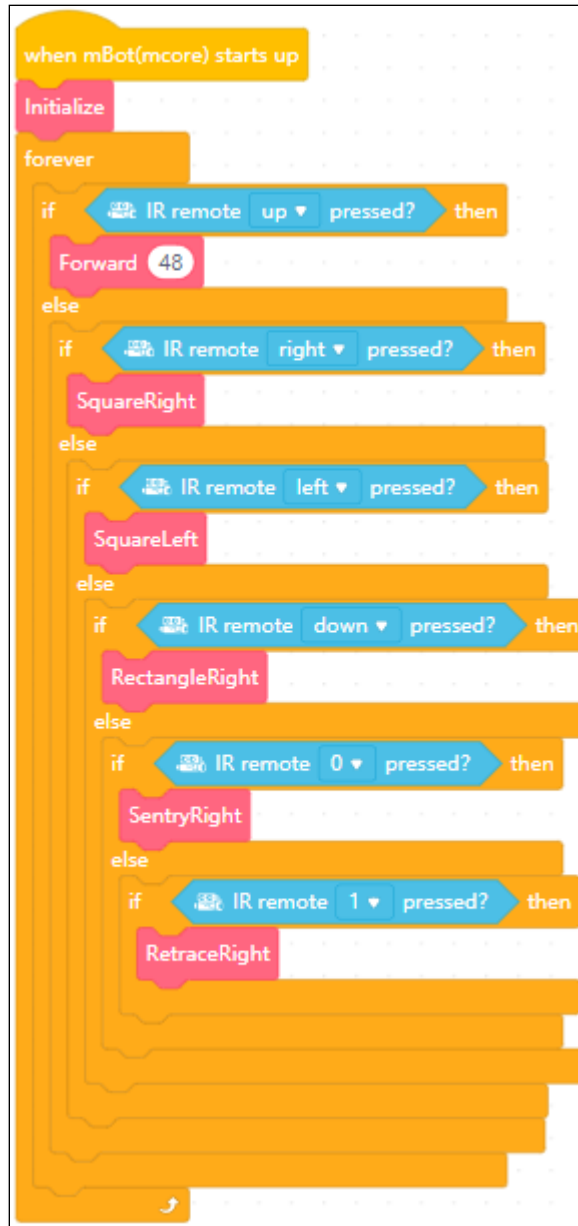 when mBot(mcore) starts up
Initialize
forever
if IR remote up pressed? then
Forward 48
else
if IR remote right pressed? then
SquareRight
else
if IR remote left pressed? then
SquareLeft
else
if IR remote down pressed? then
RectangleRight
else
if IR remote 0 pressed? then
SentryRight
else
if IR remote 1 pressed? then
RetraceRight